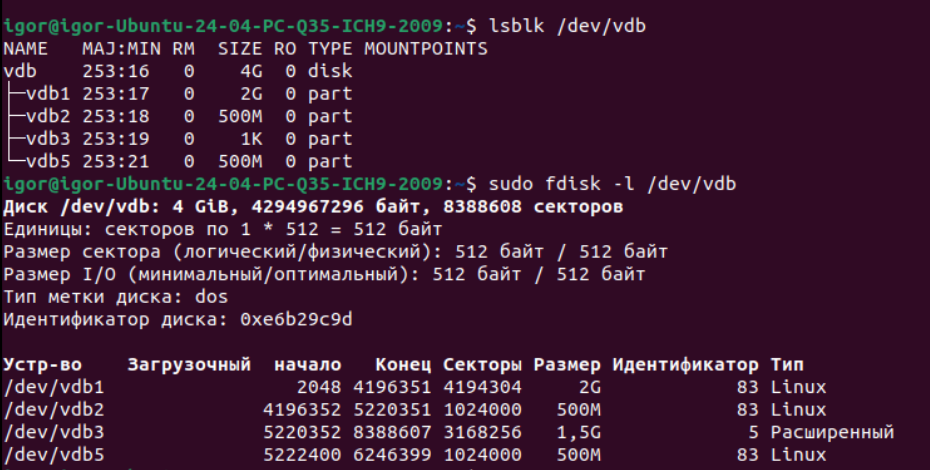 igor@igor-Ubuntu-24-04-PC-Q35-ICH9-2009:~$ lsblk /dev/vdb
NAME   MAJ:MIN RM  SIZE RO TYPE MOUNTPOINTS
vdb    253:16   0    4G  0 disk
├─vdb1 253:17   0    2G  0 part
├─vdb2 253:18   0  500M  0 part
├─vdb3 253:19   0    1K  0 part
└─vdb5 253:21   0  500M  0 part
igor@igor-Ubuntu-24-04-PC-Q35-ICH9-2009:~$ sudo fdisk -l /dev/vdb
Диск /dev/vdb: 4 GiB, 4294967296 байт, 8388608 секторов
Единицы: секторов по 1 * 512 = 512 байт
Размер сектора (логический/физический): 512 байт / 512 байт
Размер I/O (минимальный/оптимальный): 512 байт / 512 байт
Тип метки диска: dos
Идентификатор диска: 0xe6b29c9d
Устр-во    Загрузочный  начало   Конец Секторы Размер Идентификатор Тип
/dev/vdb1                 2048 4196351 4194304     2G            83 Linux
/dev/vdb2              4196352 5220351 1024000   500M            83 Linux
/dev/vdb3              5220352 8388607 3168256   1,5G             5 Расширенный
/dev/vdb5              5222400 6246399 1024000   500M            83 Linux